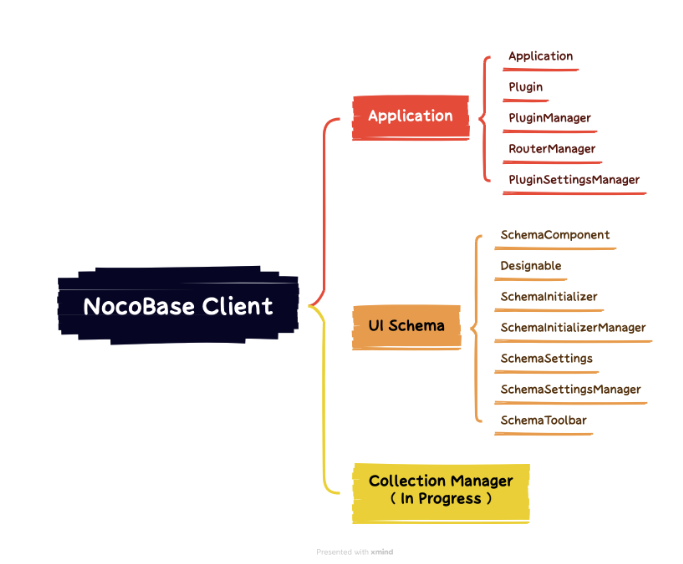 NocoBase Client
Application
Application
Plugin
PluginManager
RouterManager
PluginSettingsManager
UI Schema
SchemaComponent
Designable
SchemaInitializer
SchemaInitializerManager
SchemaSettings
SchemaSettingsManager
SchemaToolbar
Collection Manager
( In Progress )
Presented with xmind